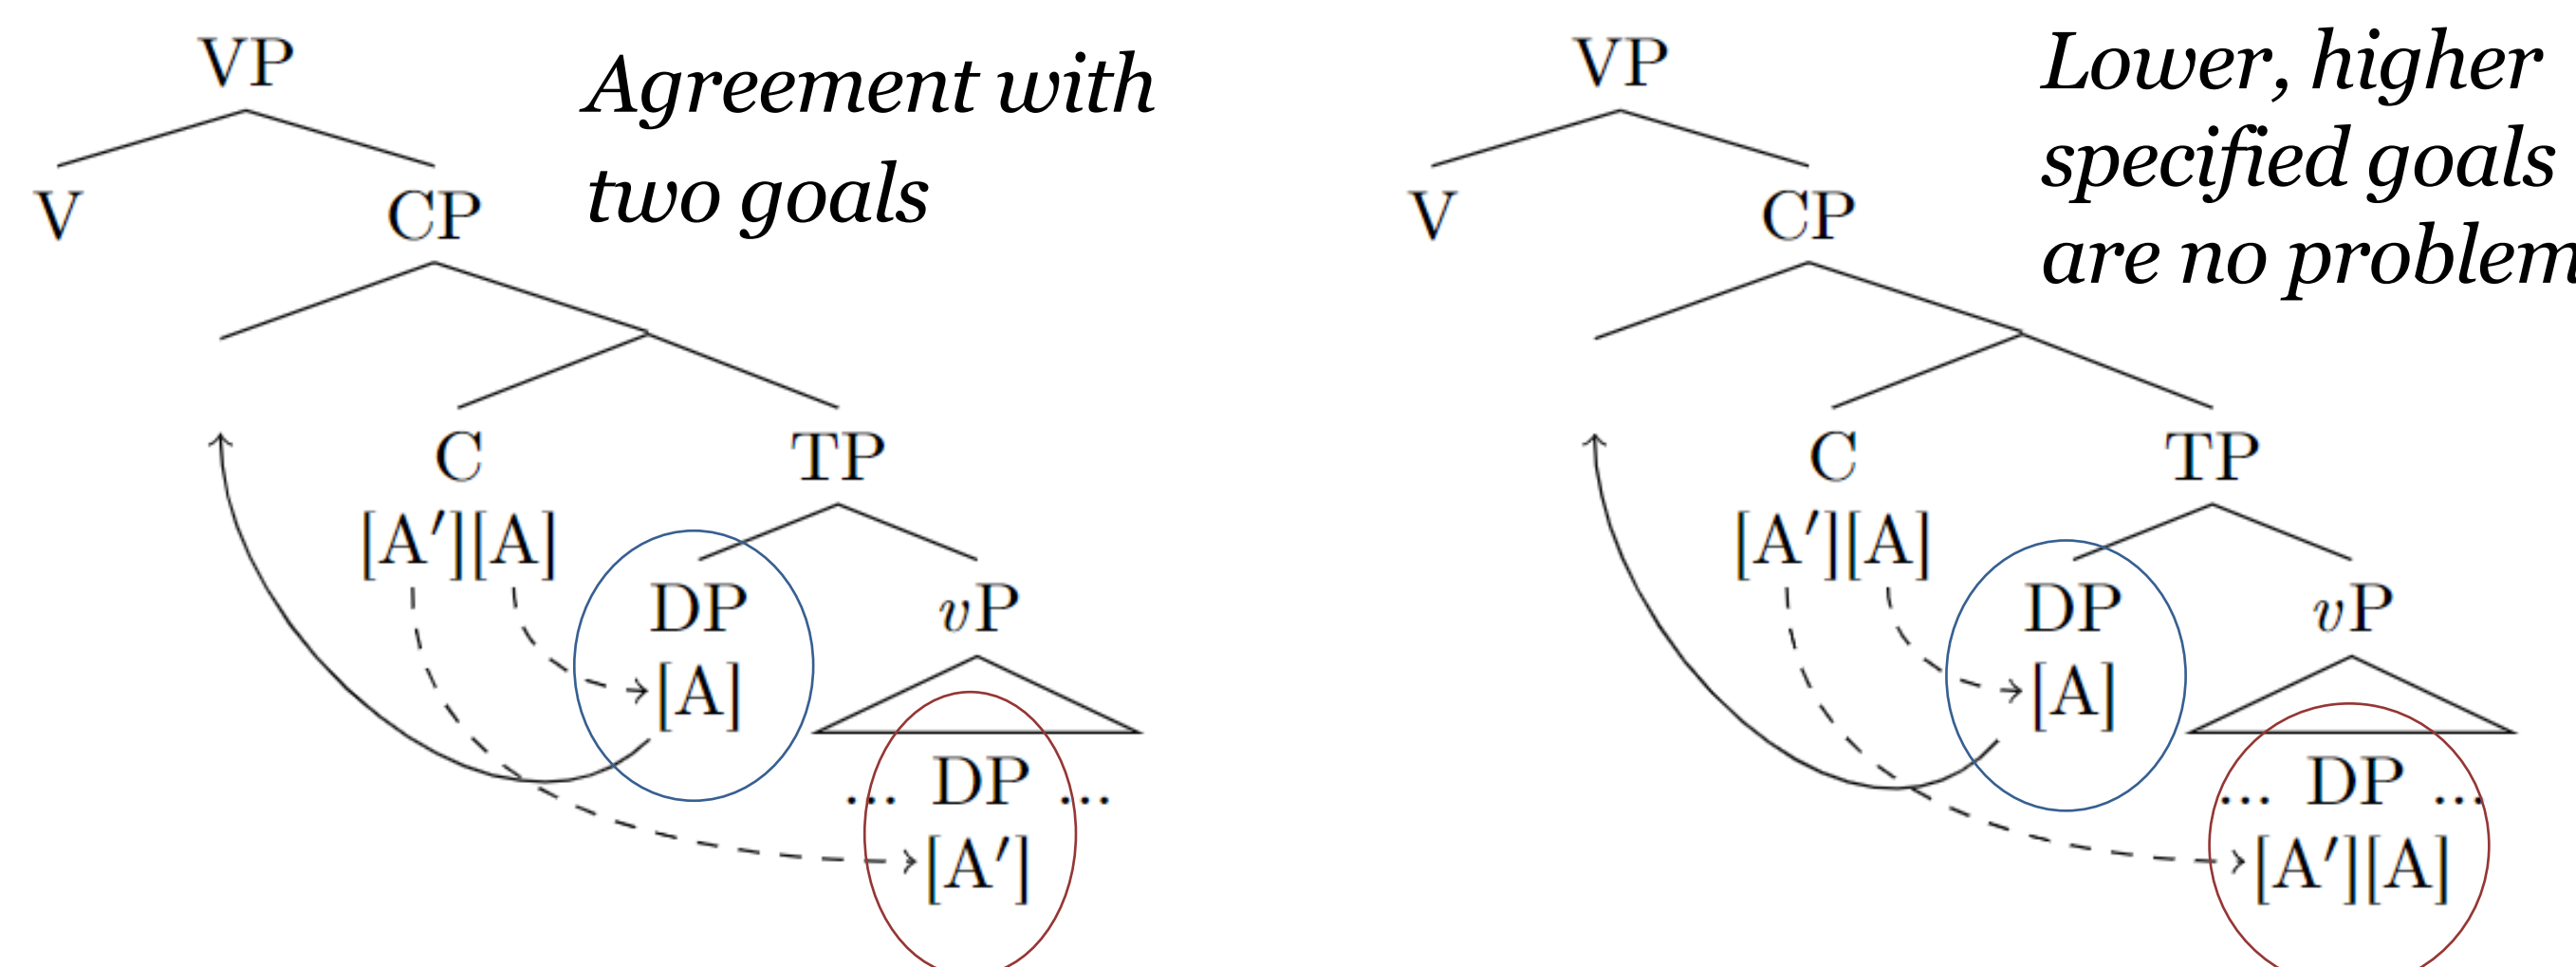 VP
Agreement with
two goals
V CP
C TP
[A′][A]
DP vP
[A]
... DP ...
[A′]
VP
Lower, higher
specified goals
are no problem
V CP
C TP
[A′][A]
DP vP
[A]
... DP ...
[A′][A]